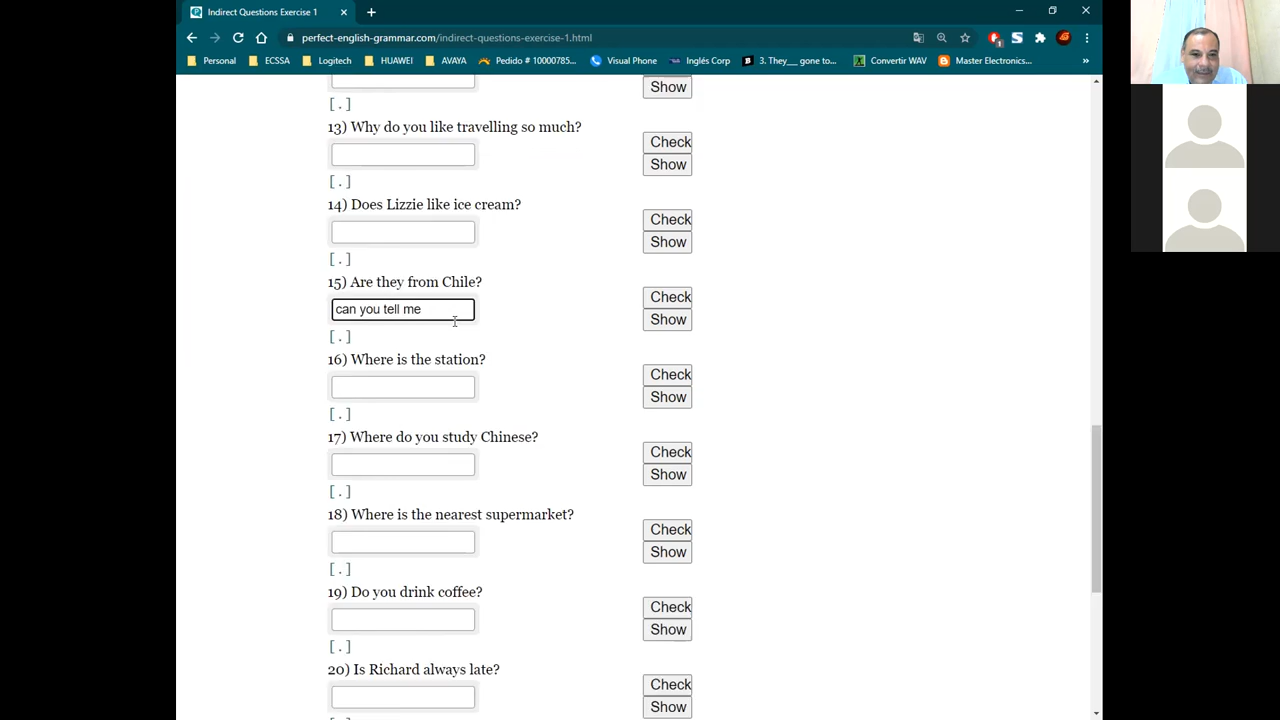 Indirect Questions Exercise 1
perfect-english-grammar.com/indirect-questions-exercise-1.html
Personal ECSSA Logitech HUAWEI AVAYA Pedido # 10000785... Visual Phone Inglés Corp 3. They___ gone to... Convertir WAV Master Electronics... »
Show
[ . ]
13) Why do you like travelling so much?
Check
Show
[ . ]
14) Does Lizzie like ice cream?
Check
Show
[ . ]
15) Are they from Chile?
can you tell me
Check
Show
[ . ]
16) Where is the station?
Check
Show
[ . ]
17) Where do you study Chinese?
Check
Show
[ . ]
18) Where is the nearest supermarket?
Check
Show
[ . ]
19) Do you drink coffee?
Check
Show
[ . ]
20) Is Richard always late?
Check
Show